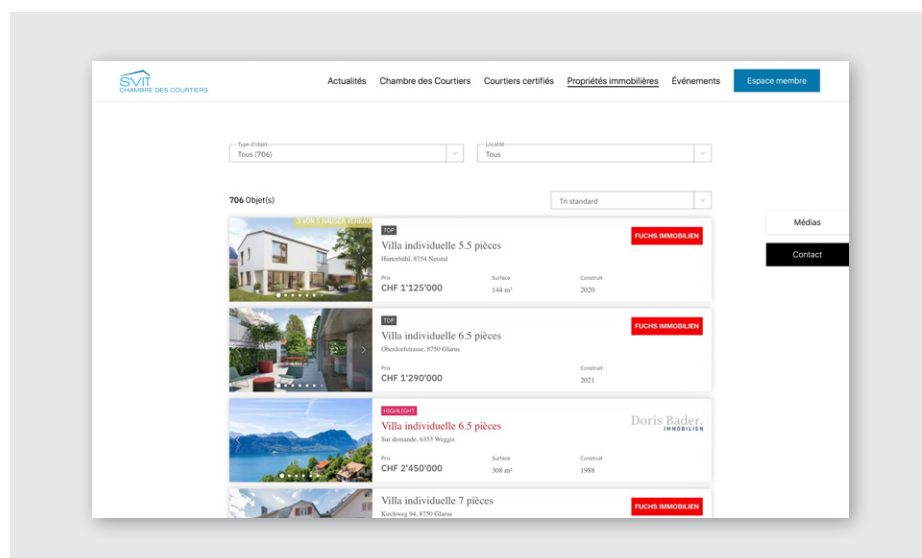 SVIT
CHAMBRE DES COURTIERS
Actualités Chambre des Courtiers Courtiers certifiés Propriétés immobilières Événements Espace membre
Type d'objet
Tous (706)
Localité
Tous
706 Objet(s)
Tri standard
Médias
Contact
3 VON 5 HÄUSER VERKAU
TOP
Villa individuelle 5.5 pièces
Hinterbühl, 8754 Netstal
FUCHS IMMOBILIEN
Prix Surface Construit
CHF 1'125'000 144 m² 2020
TOP
Villa individuelle 6.5 pièces
Oberdorfstrasse, 8750 Glarus
FUCHS IMMOBILIEN
Prix Construit
CHF 1'290'000 2021
HIGHLIGHT
Villa individuelle 6.5 pièces
Sur demande, 6353 Weggis
Doris Bader.
IMMOBILIEN
Prix Surface Construit
CHF 2'450'000 308 m² 1988
Villa individuelle 7 pièces
Kirchweg 94, 8750 Glarus
FUCHS IMMOBILIEN